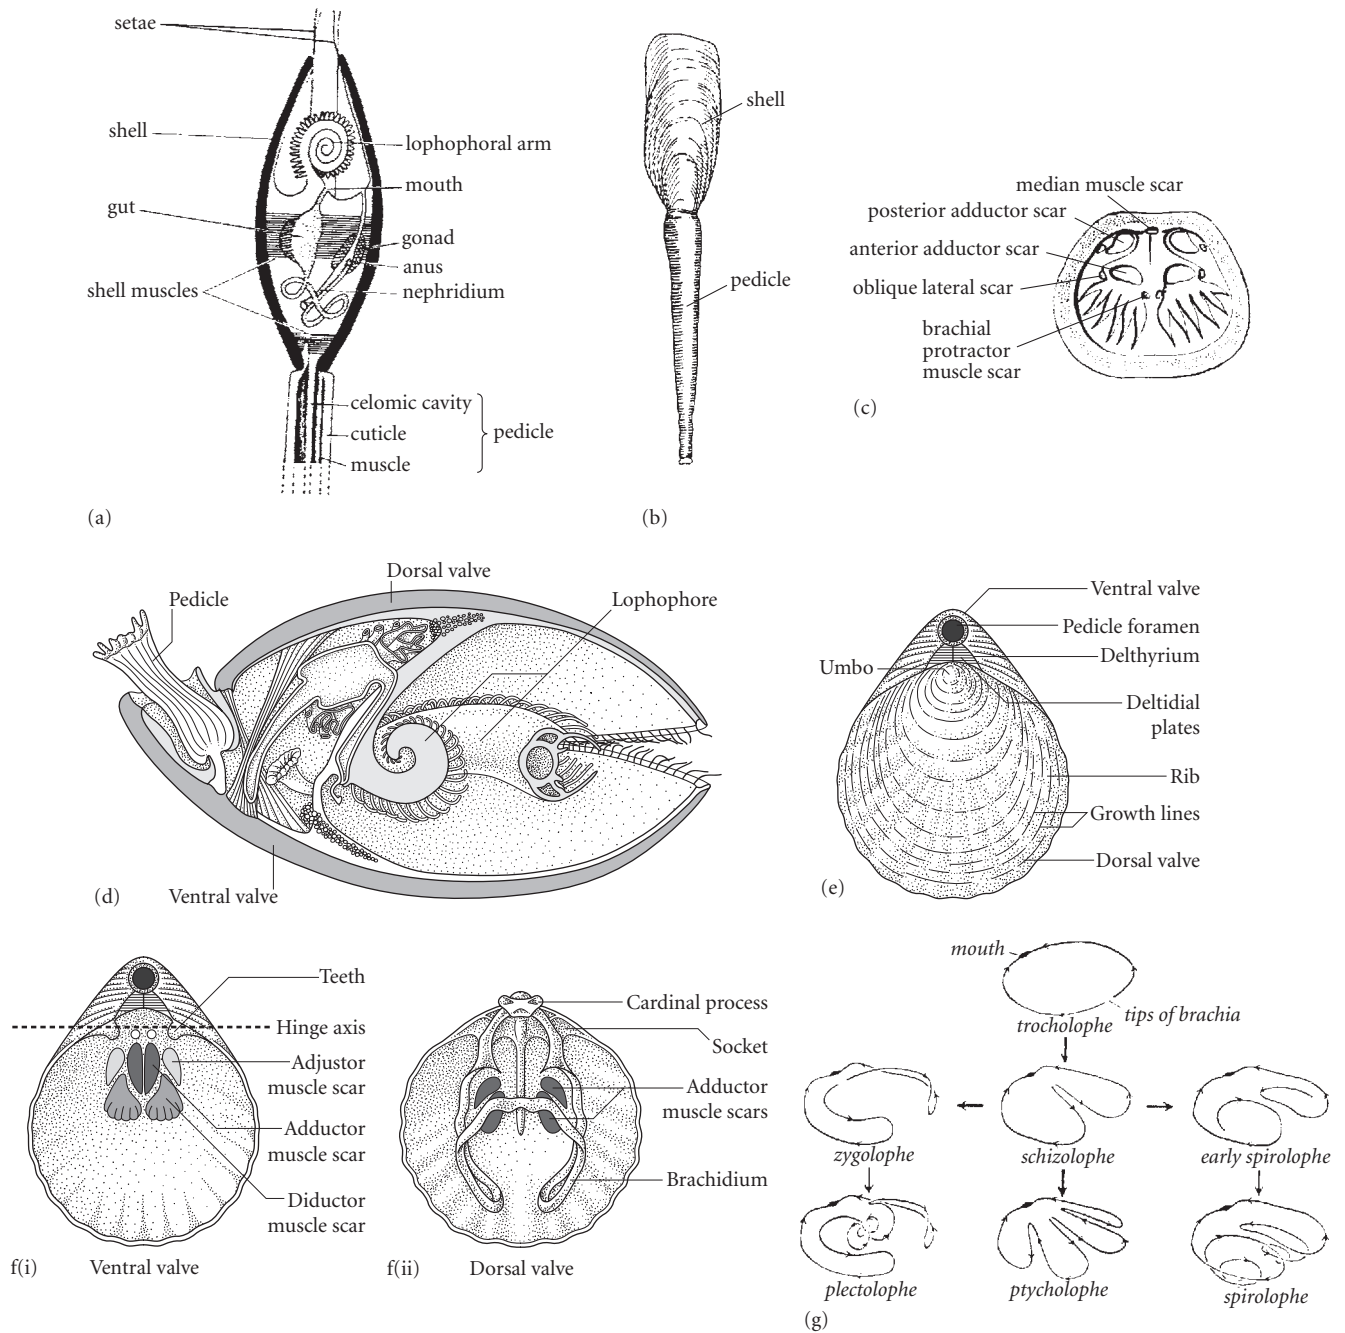 setae
shell
lophophoral arm
mouth
gut
gonad
anus
shell muscles
nephridium
celomic cavity
cuticle
pedicle
muscle
(a)
shell
pedicle
(b)
median muscle scar
posterior adductor scar
anterior adductor scar
oblique lateral scar
brachial
protractor
muscle scar
(c)
Dorsal valve
Pedicle
Lophophore
Ventral valve
(d)
Ventral valve
Pedicle foramen
Delthyrium
Umbo
Deltidial
plates
Rib
Growth lines
Dorsal valve
(e)
Teeth
Hinge axis
Adjustor
muscle scar
Adductor
muscle scar
Diductor
muscle scar
f(i)
Ventral valve
Cardinal process
Socket
Adductor
muscle scars
Brachidium
f(ii)
Dorsal valve
mouth
tips of brachia
trocholophe
zygolophe
schizolophe
early spirolophe
plectolophe
ptycholophe
spirolophe
(g)